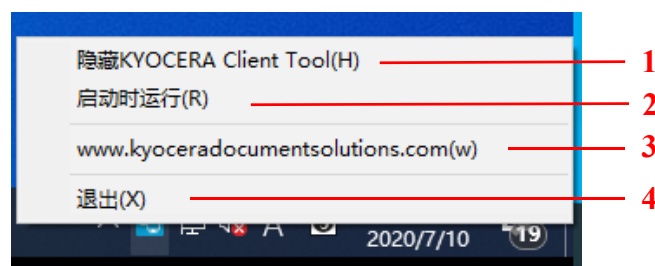 隐藏KYOCERA Client Tool(H) 1
启动时运行(R) 2
www.kyoceradocumentsolutions.com(w) 3
退出(X) 4
A
2020/7/10 19